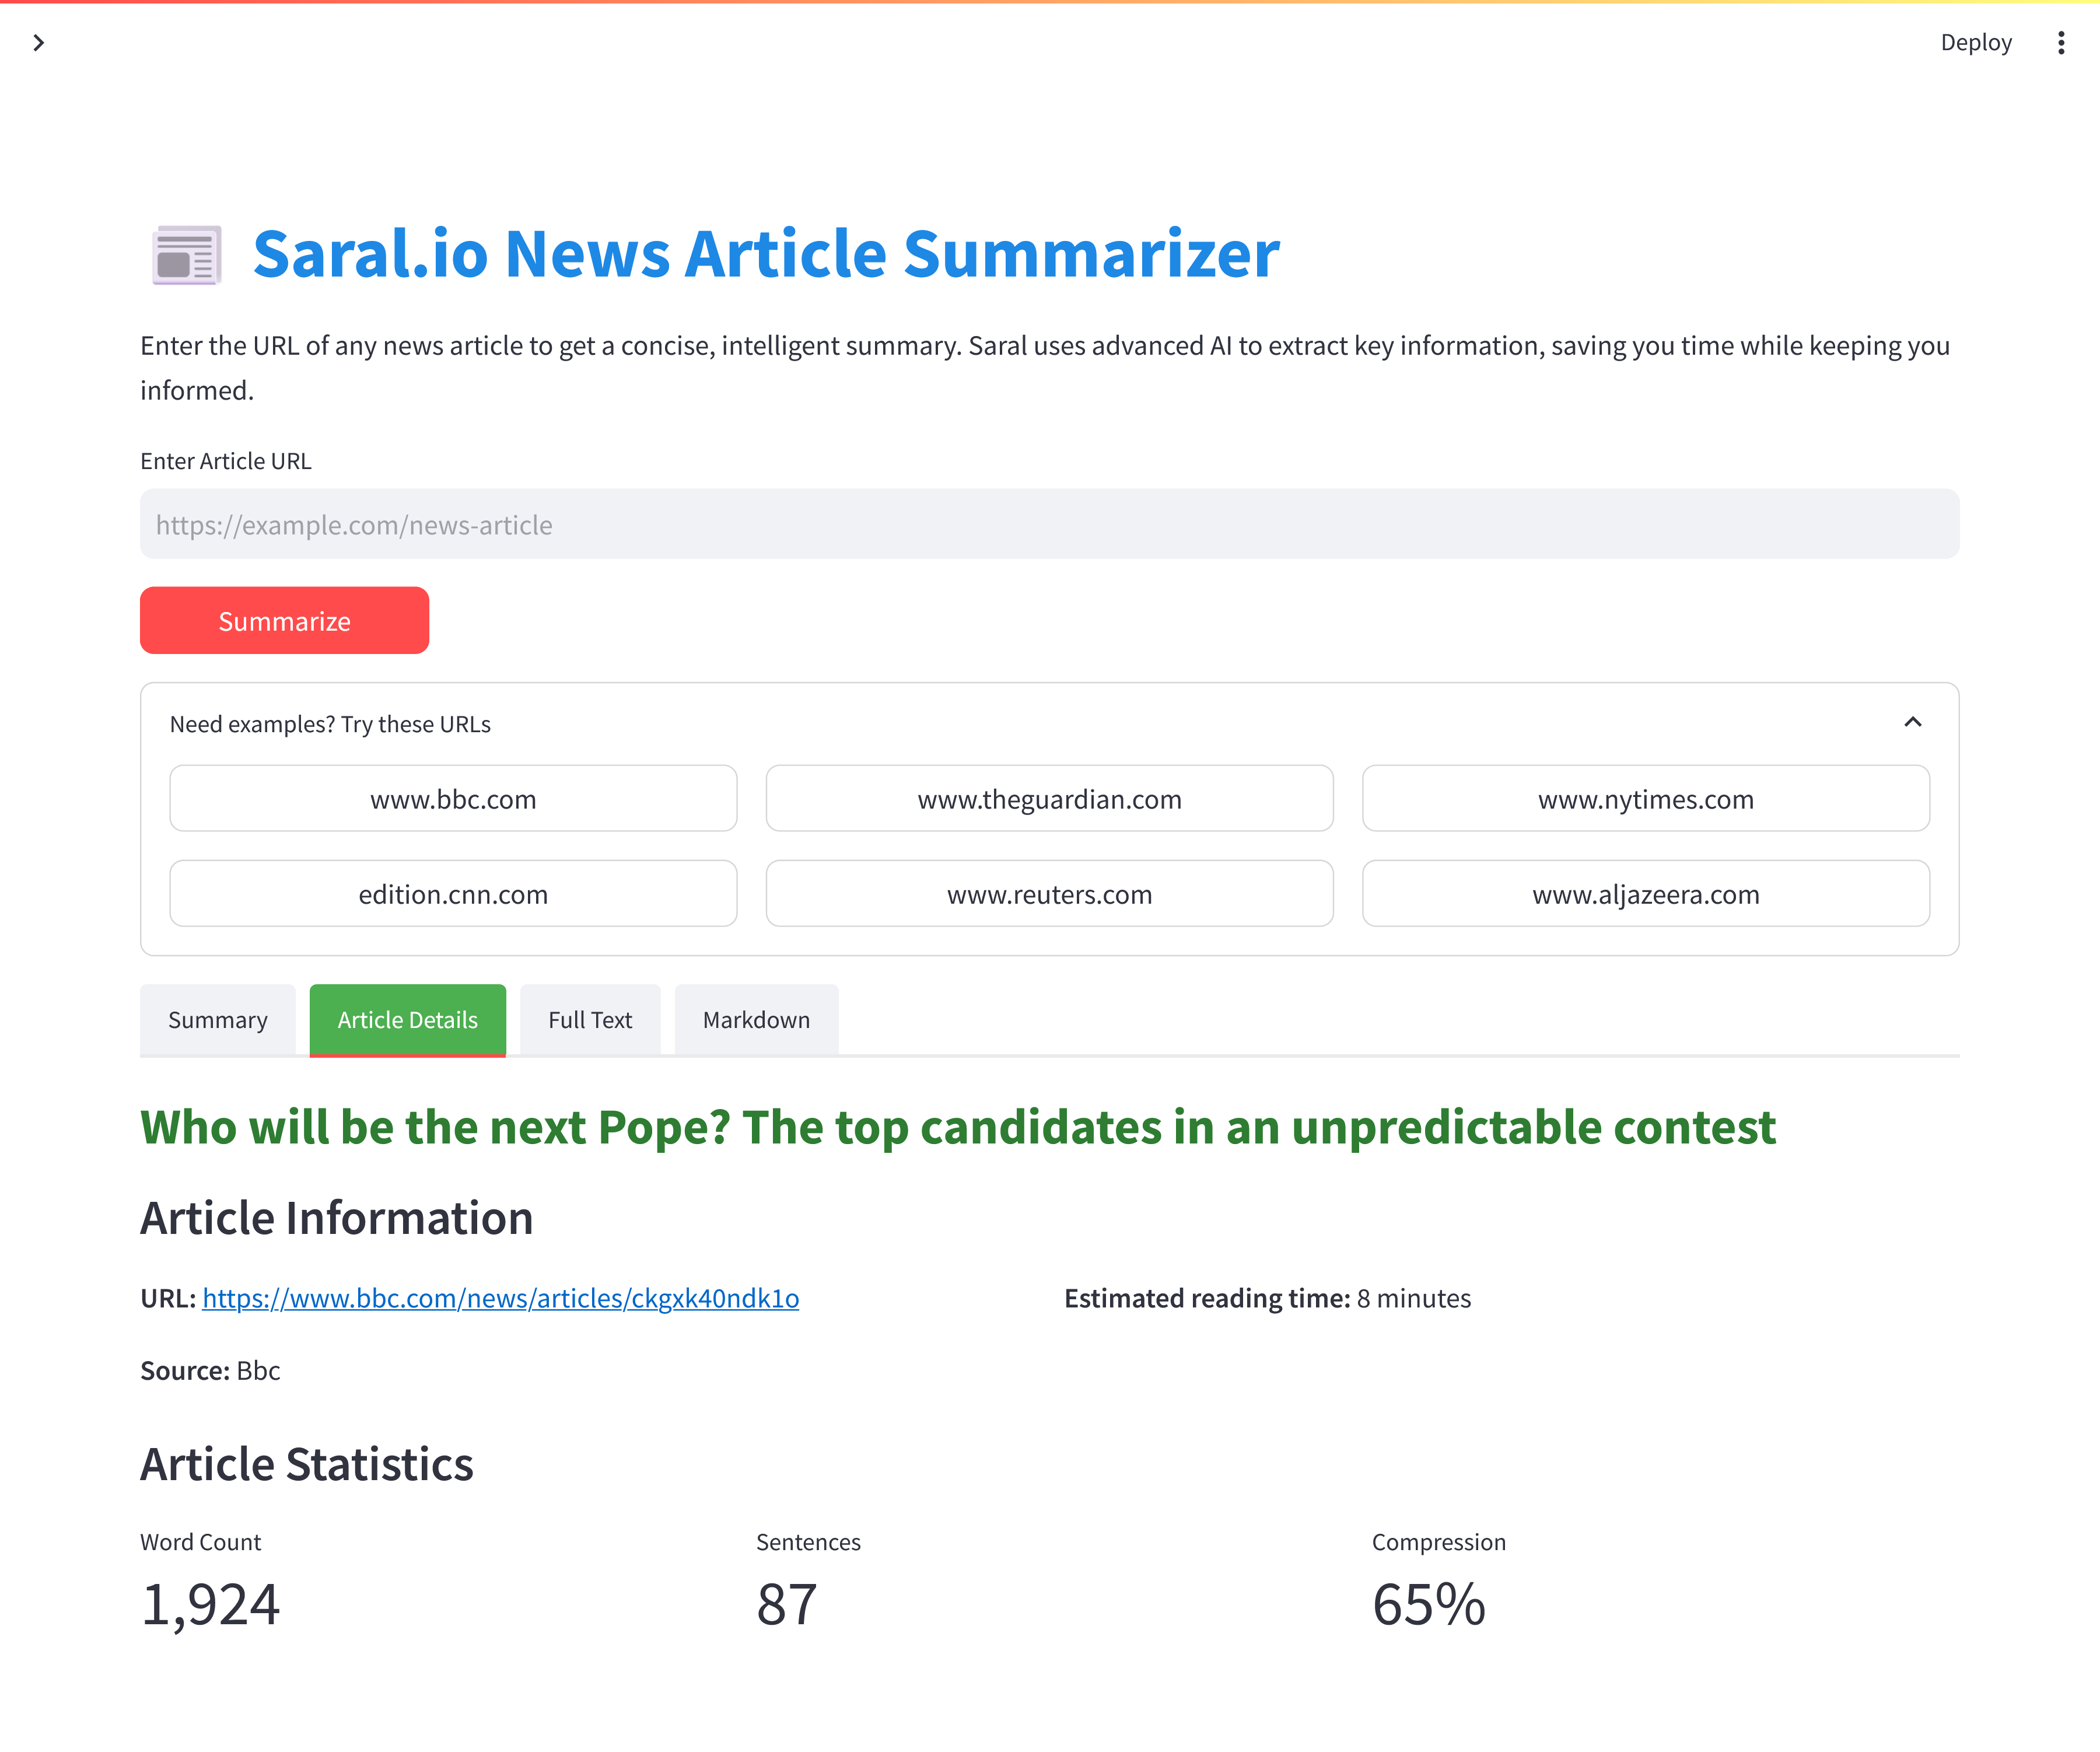 Deploy
Saral.io News Article Summarizer
Enter the URL of any news article to get a concise, intelligent summary. Saral uses advanced AI to extract key information, saving you time while keeping you
informed.
Enter Article URL
https://example.com/news-article
Summarize
Need examples? Try these URLs
www.bbc.com
www.theguardian.com
www.nytimes.com
edition.cnn.com
www.reuters.com
www.aljazeera.com
Summary
Article Details
Full Text
Markdown
Who will be the next Pope? The top candidates in an unpredictable contest
Article Information
URL: https://www.bbc.com/news/articles/ckgxk40ndk1o
Estimated reading time: 8 minutes
Source: Bbc
Article Statistics
Word Count
1,924
Sentences
87
Compression
65%